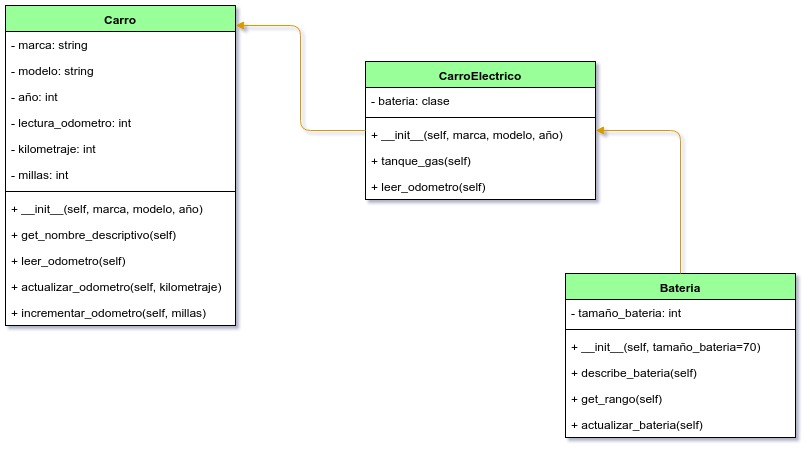 Carro
- marca: string
- modelo: string
- año: int
- lectura_odometro: int
- kilometraje: int
- millas: int
+ __init__(self, marca, modelo, año)
+ get_nombre_descriptivo(self)
+ leer_odometro(self)
+ actualizar_odometro(self, kilometraje)
+ incrementar_odometro(self, millas)
CarroElectrico
- bateria: clase
+ __init__(self, marca, modelo, año)
+ tanque_gas(self)
+ leer_odometro(self)
Bateria
- tamaño_bateria: int
+ __init__(self, tamaño_bateria=70)
+ describe_bateria(self)
+ get_rango(self)
+ actualizar_bateria(self)